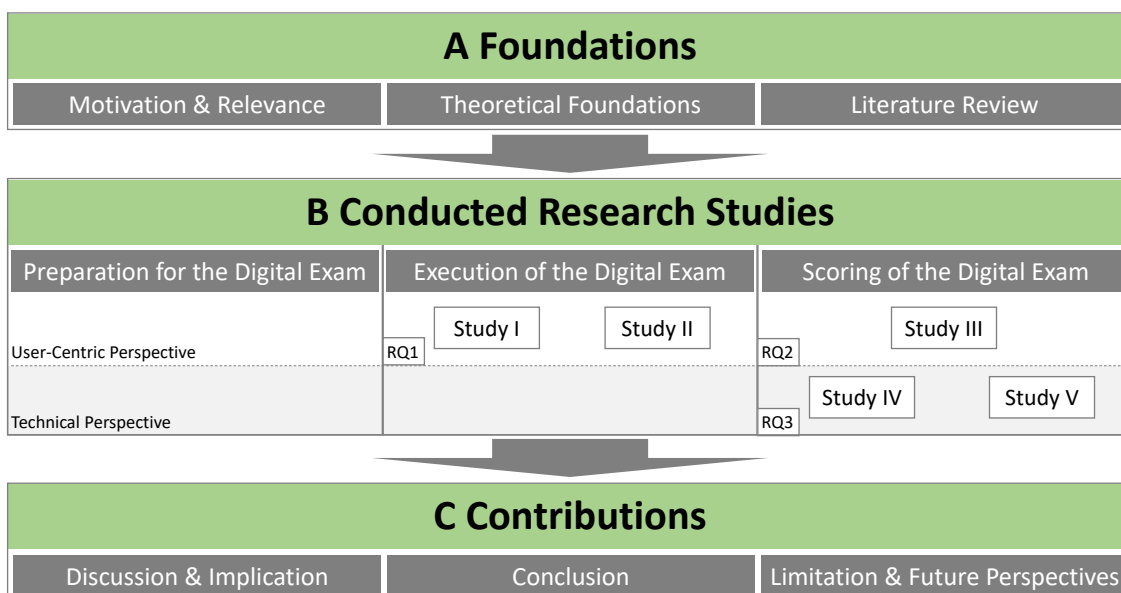 A Foundations
Motivation & Relevance
Theoretical Foundations
Literature Review
B Conducted Research Studies
Preparation for the Digital Exam
Execution of the Digital Exam
Scoring of the Digital Exam
User-Centric Perspective
RQ1
Study I
Study II
RQ2
Study III
Technical Perspective
RQ3
Study IV
Study V
C Contributions
Discussion & Implication
Conclusion
Limitation & Future Perspectives